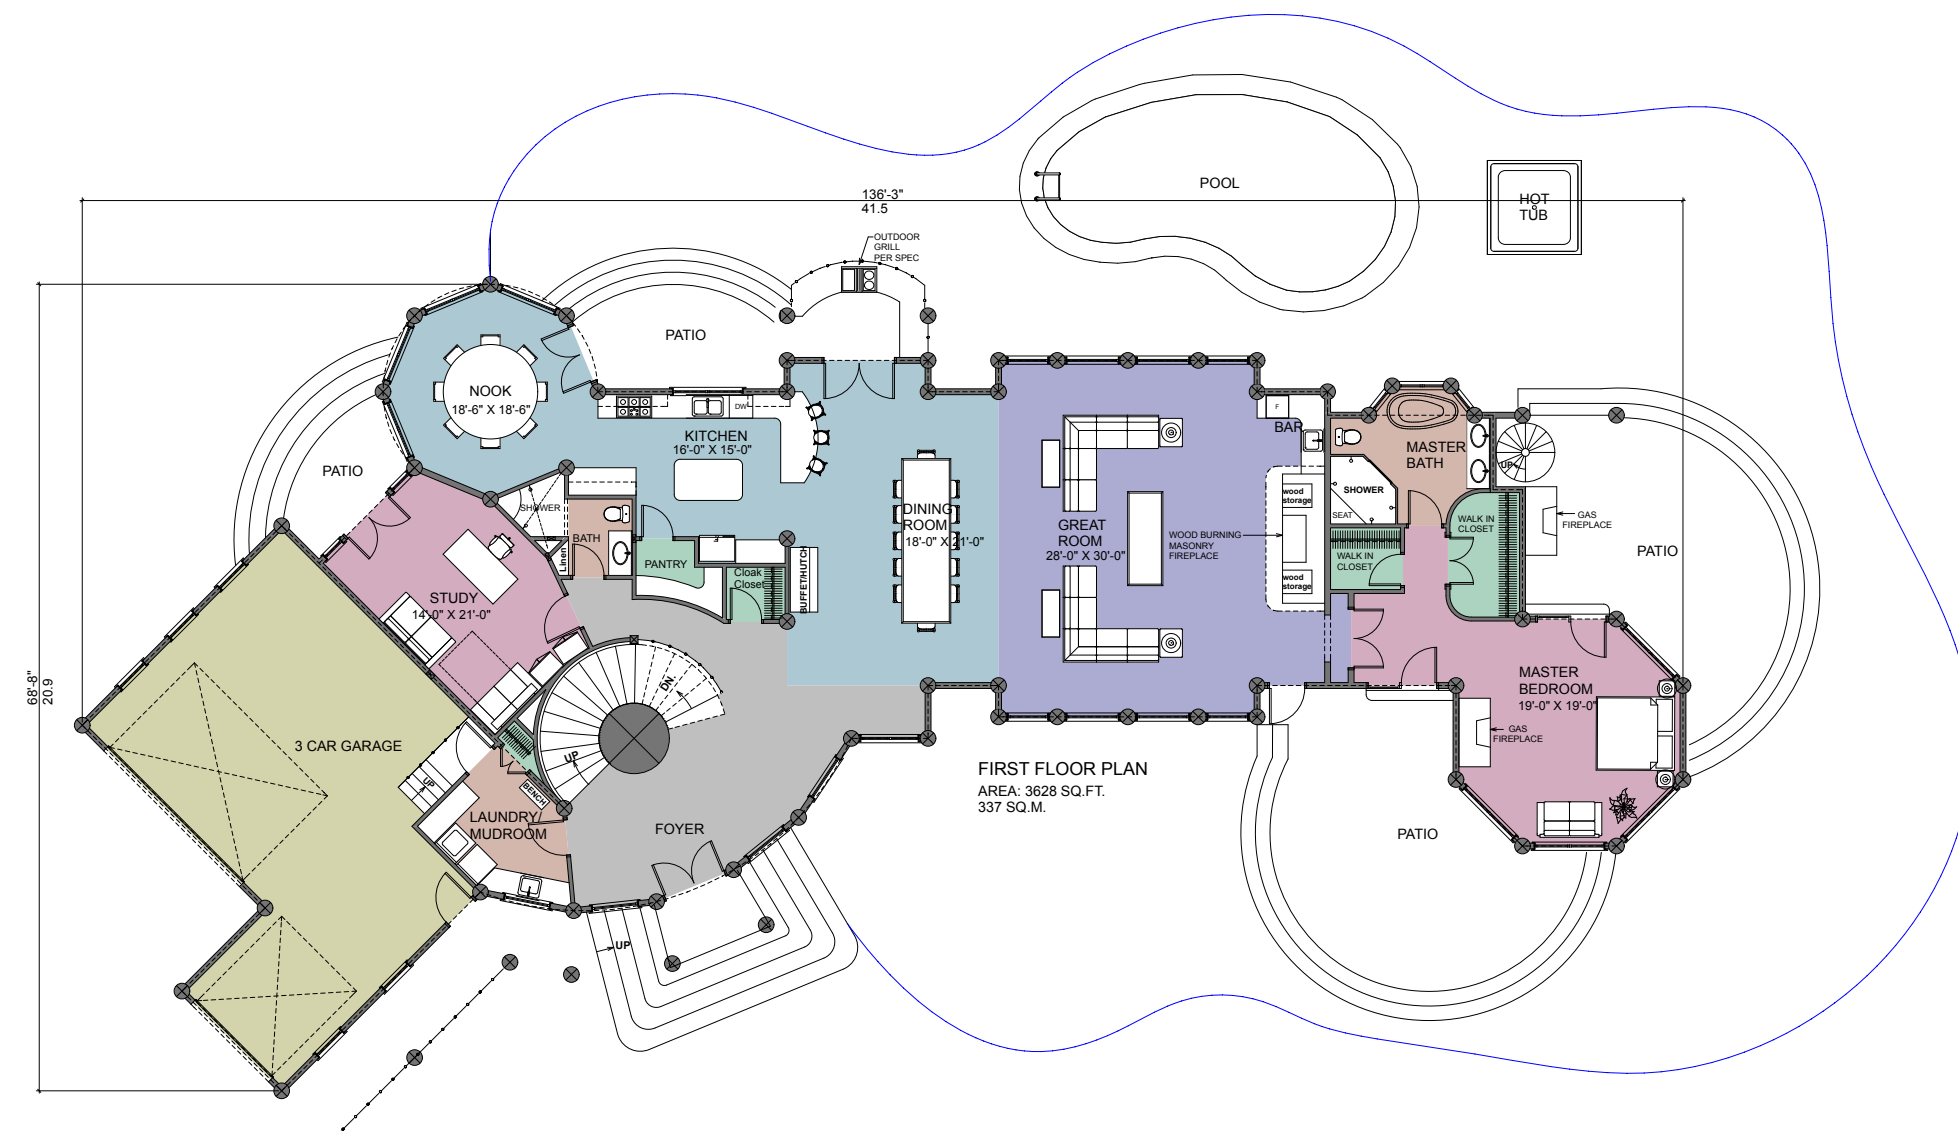 POOL
HOT
TUB
136'-3"
41.5
OUTDOOR
GRILL
PER SPEC
PATIO
NOOK
18'-6" X 18'-6"
DW
KITCHEN
16'-0" X 15'-0"
F
BAR
MASTER
BATH
UP
PATIO
SHOWER
SHOWER
SEAT
wood
storage
DINING
ROOM
18'-0" X 21'-0"
GREAT
ROOM
28'-0" X 30'-0"
WOOD BURNING
MASONRY
FIREPLACE
wood
storage
WALK IN
CLOSET
WALK IN
CLOSET
GAS
FIREPLACE
PATIO
BATH
Linen
PANTRY
F
Cloak
Closet
BUFFET/HUTCH
STUDY
14'-0" X 21'-0"
68'-8"
20.9
DN
UP
MASTER
BEDROOM
19'-0" X 19'-0"
GAS
FIREPLACE
3 CAR GARAGE
UP
BENCH
LAUNDRY/
MUDROOM
FOYER
FIRST FLOOR PLAN
AREA: 3628 SQ.FT.
337 SQ.M.
PATIO
UP